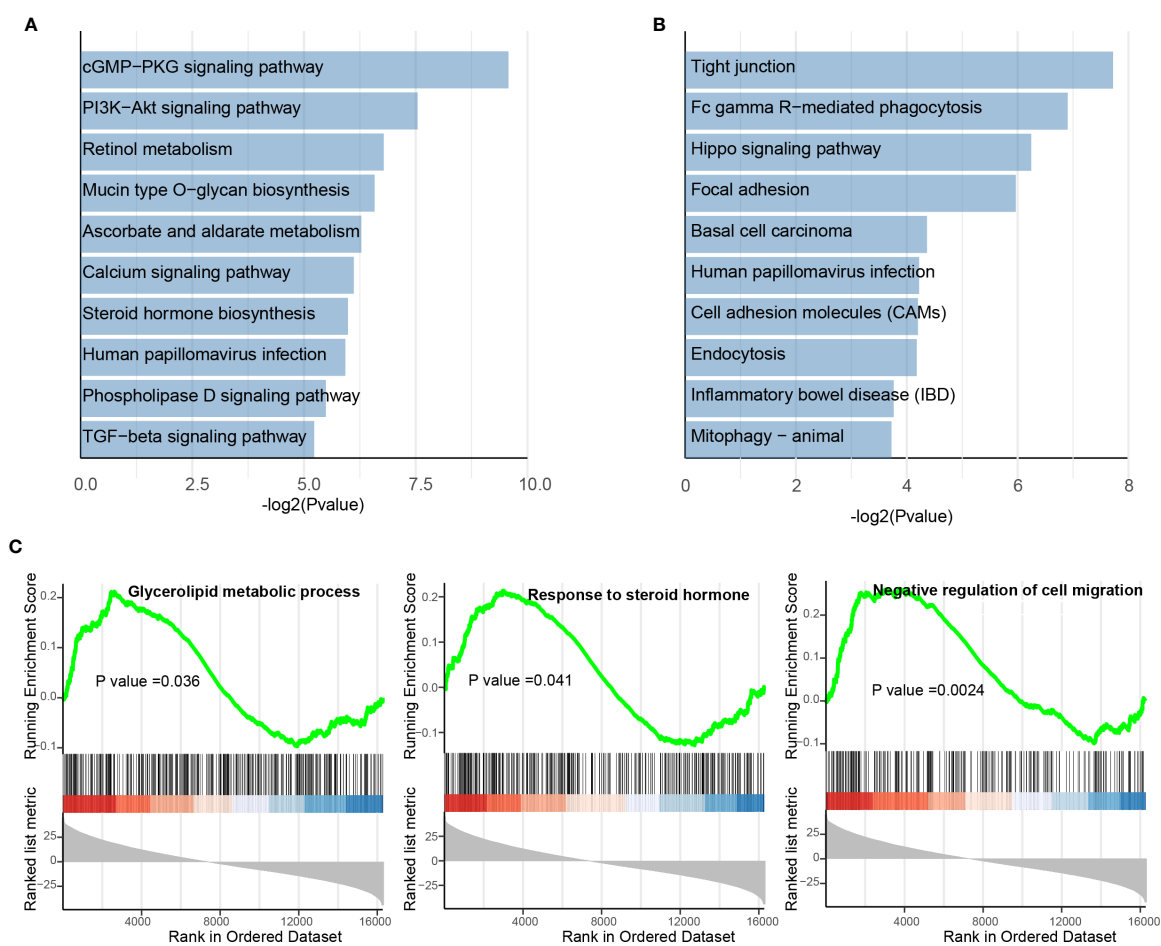 A
cGMP−PKG signaling pathway
PI3K−Akt signaling pathway
Retinol metabolism
Mucin type O−glycan biosynthesis
Ascorbate and aldarate metabolism
Calcium signaling pathway
Steroid hormone biosynthesis
Human papillomavirus infection
Phospholipase D signaling pathway
TGF−beta signaling pathway
0.0 2.5 5.0 7.5 10.0
-log2(Pvalue)
B
Tight junction
Fc gamma R−mediated phagocytosis
Hippo signaling pathway
Focal adhesion
Basal cell carcinoma
Human papillomavirus infection
Cell adhesion molecules (CAMs)
Endocytosis
Inflammatory bowel disease (IBD)
Mitophagy − animal
0 2 4 6 8
-log2(Pvalue)
C
Glycerolipid metabolic process
Running Enrichment Score
0.2
0.1
0.0
−0.1
P value =0.036
Ranked list metric
25
0
−25
4000 8000 12000 16000
Rank in Ordered Dataset
Response to steroid hormone
Running Enrichment Score
0.2
0.1
0.0
−0.1
P value =0.041
Ranked list metric
25
0
−25
4000 8000 12000 16000
Rank in Ordered Dataset
Negative regulation of cell migration
Running Enrichment Score
0.2
0.1
0.0
−0.1
P value =0.0024
Ranked list metric
25
0
−25
4000 8000 12000 16000
Rank in Ordered Dataset